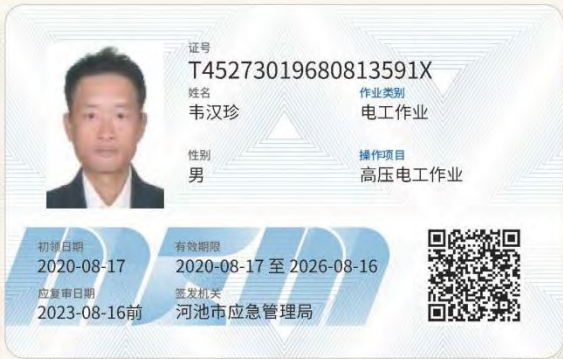 证号
T45273019680813591X
姓名
韦汉珍
作业类别
电工作业
性别
男
操作项目
高压电工作业
初领日期
2020-08-17
有效期限
2020-08-17 至 2026-08-16
应复审日期
2023-08-16前
签发机关
河池市应急管理局
MEM